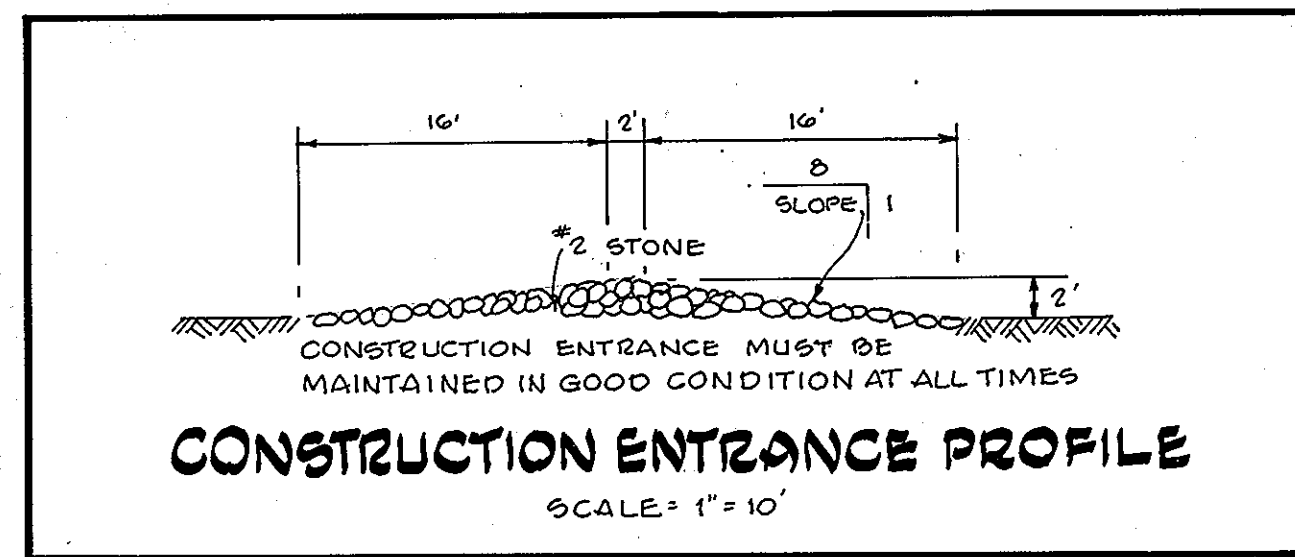 16' 2' 16'
8
SLOPE 1
#2 STONE
2'
CONSTRUCTION ENTRANCE MUST BE
MAINTAINED IN GOOD CONDITION AT ALL TIMES
CONSTRUCTION ENTRANCE PROFILE
SCALE= 1"=10'